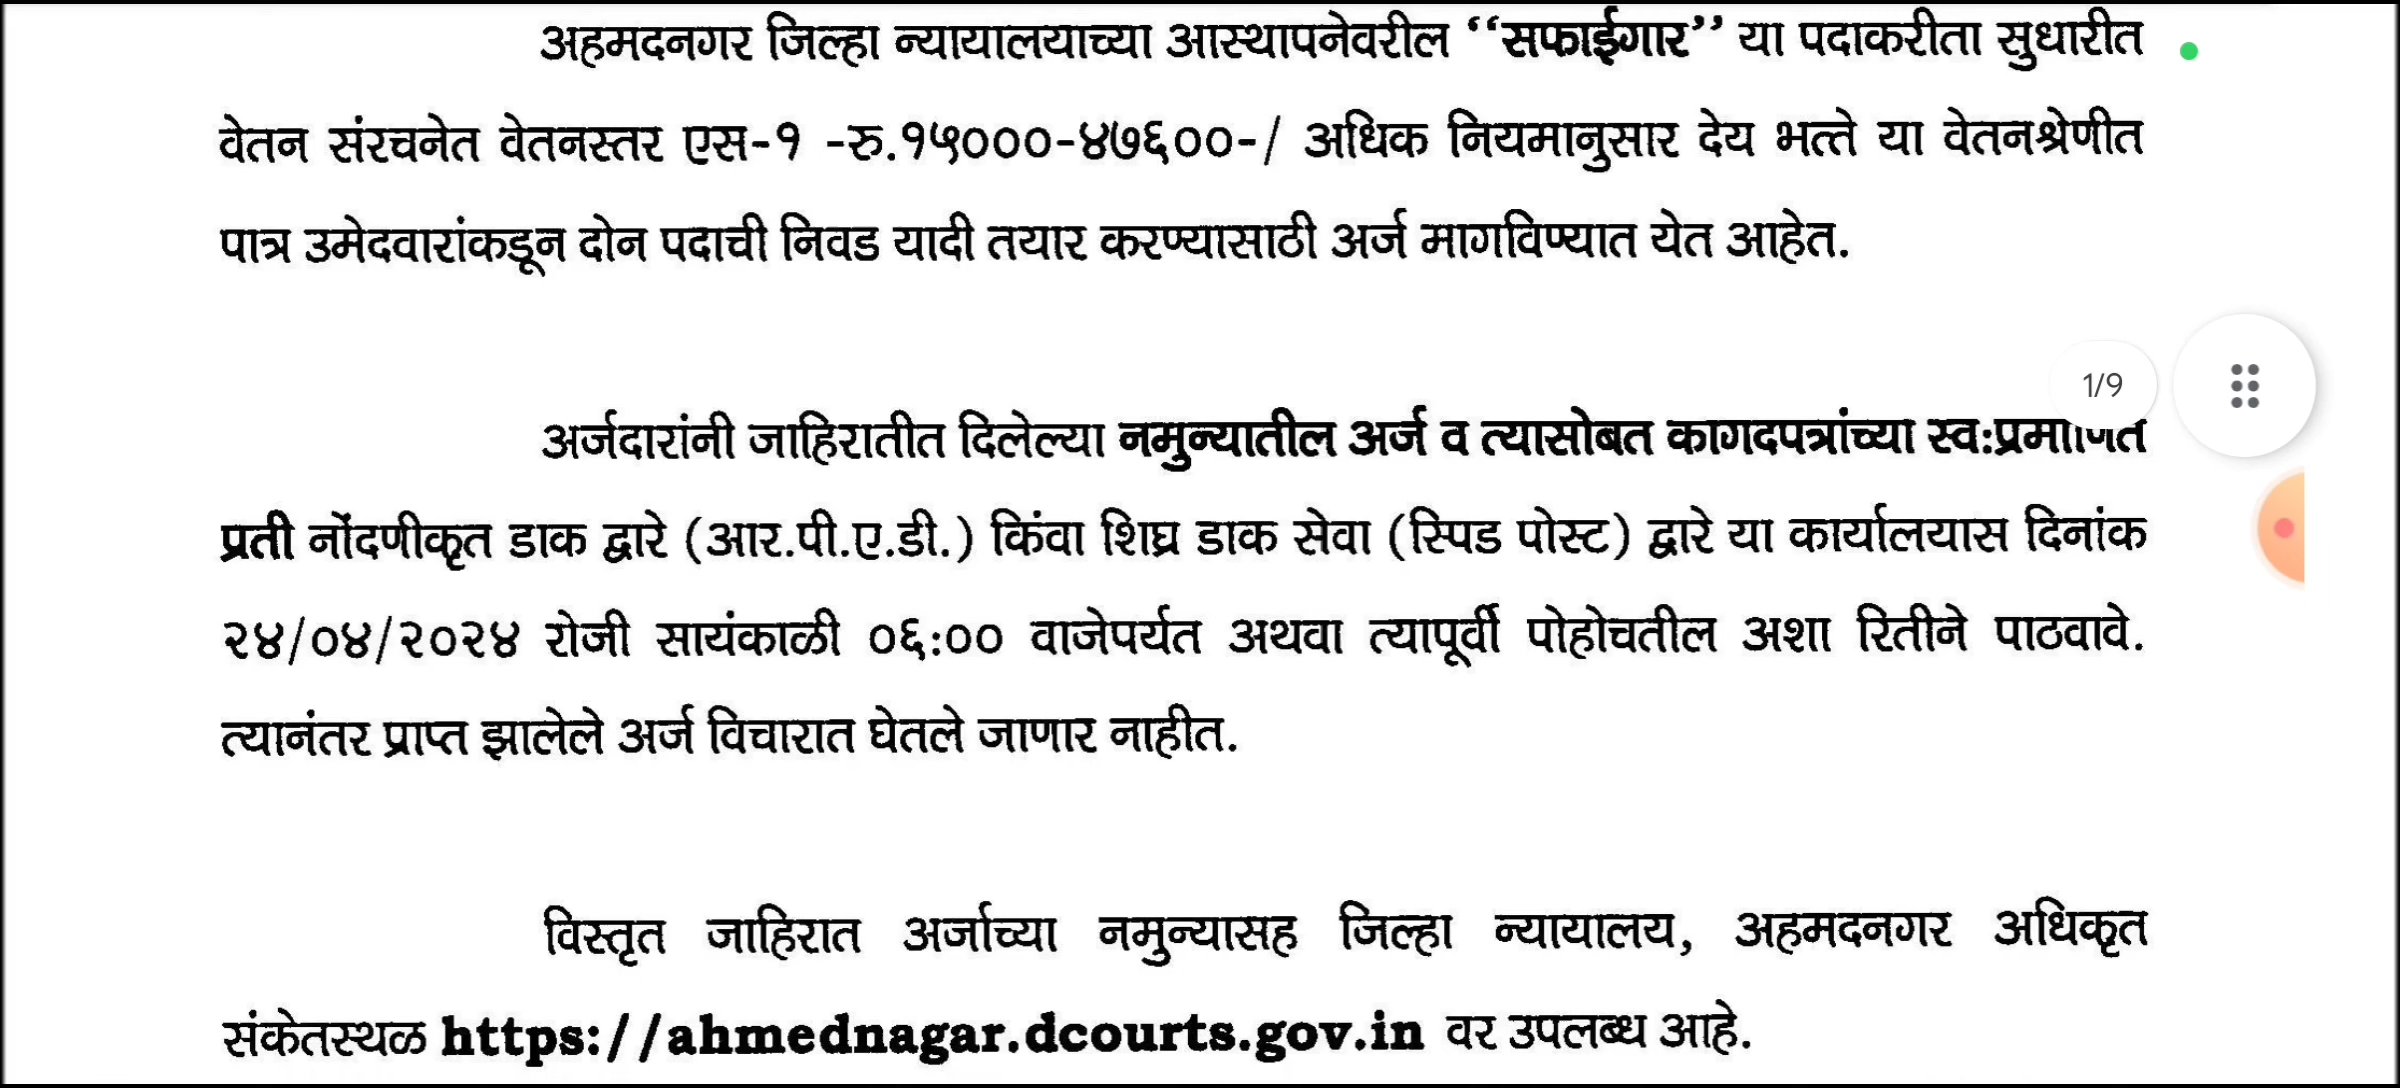 अहमदनगर जिल्हा न्यायालयाच्या आस्थापनेवरील “सफाईगार” या पदाकरीता सुधारीत
वेतन संरचनेत वेतनस्तर एस-१ -रु.१५०००-४७६००-/ अधिक नियमानुसार देय भत्ते या वेतनश्रेणीत
पात्र उमेदवारांकडून दोन पदाची निवड यादी तयार करण्यासाठी अर्ज मागविण्यात येत आहेत.
1/9
अर्जदारांनी जाहिरातीत दिलेल्या नमुन्यातील अर्ज व त्यासोबत कागदपत्रांच्या स्व:प्रमाणित
प्रती नोंदणीकृत डाक द्वारे (आर.पी.ए.डी.) किंवा शिघ्र डाक सेवा (स्पिड पोस्ट) द्वारे या कार्यालयास दिनांक
२४/०४/२०२४ रोजी सायंकाळी ०६:०० वाजेपर्यत अथवा त्यापूर्वी पोहोचतील अशा रितीने पाठवावे.
त्यानंतर प्राप्त झालेले अर्ज विचारात घेतले जाणार नाहीत.
विस्तृत जाहिरात अर्जाच्या नमुन्यासह जिल्हा न्यायालय, अहमदनगर अधिकृत
संकेतस्थळ https://ahmednagar.dcourts.gov.in वर उपलब्ध आहे.